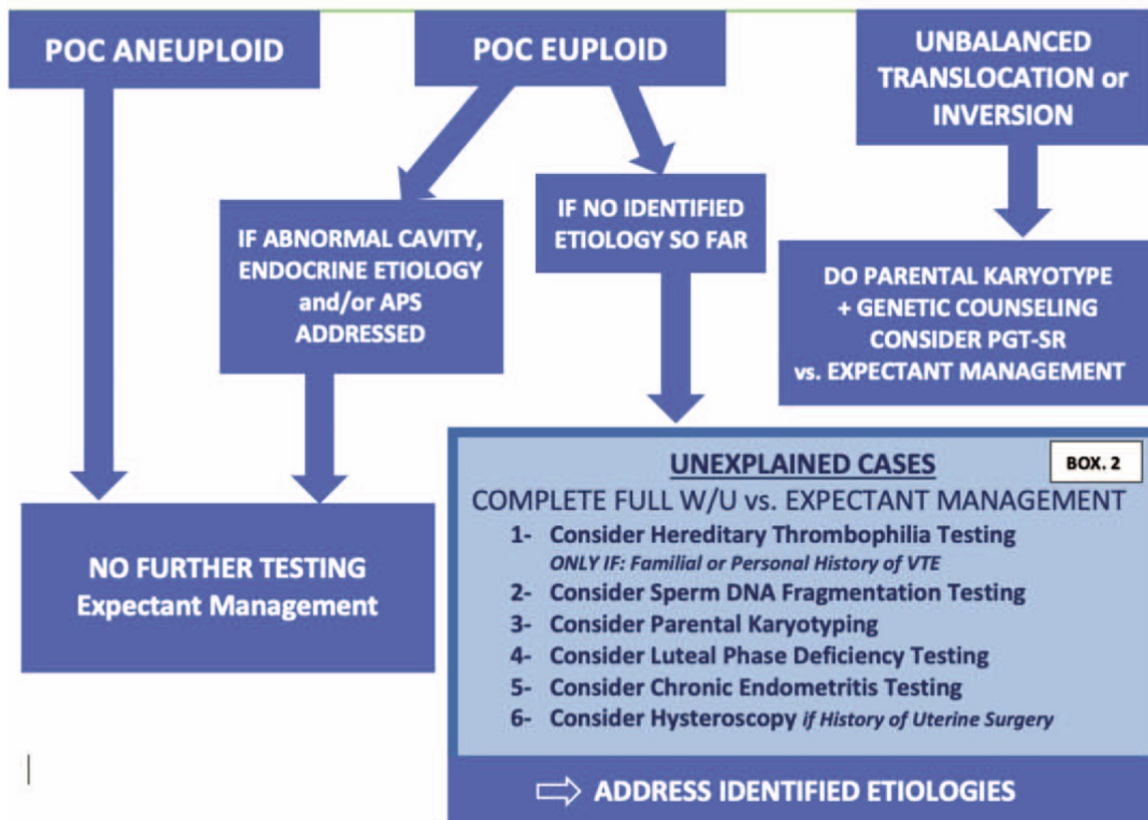 POC ANEUPLOID
POC EUPLOID
UNBALANCED
TRANSLOCATION or
INVERSION
IF ABNORMAL CAVITY,
ENDOCRINE ETIOLOGY
and/or APS
ADDRESSED
IF NO IDENTIFIED
ETIOLOGY SO FAR
DO PARENTAL KARYOTYPE
+ GENETIC COUNSELING
CONSIDER PGT-SR
vs. EXPECTANT MANAGEMENT
NO FURTHER TESTING
Expectant Management
UNEXPLAINED CASES
BOX. 2
COMPLETE FULL W/U vs. EXPECTANT MANAGEMENT
1- Consider Hereditary Thrombophilia Testing
ONLY IF: Familial or Personal History of VTE
2- Consider Sperm DNA Fragmentation Testing
3- Consider Parental Karyotyping
4- Consider Luteal Phase Deficiency Testing
5- Consider Chronic Endometritis Testing
6- Consider Hysteroscopy if History of Uterine Surgery
⇨ ADDRESS IDENTIFIED ETIOLOGIES